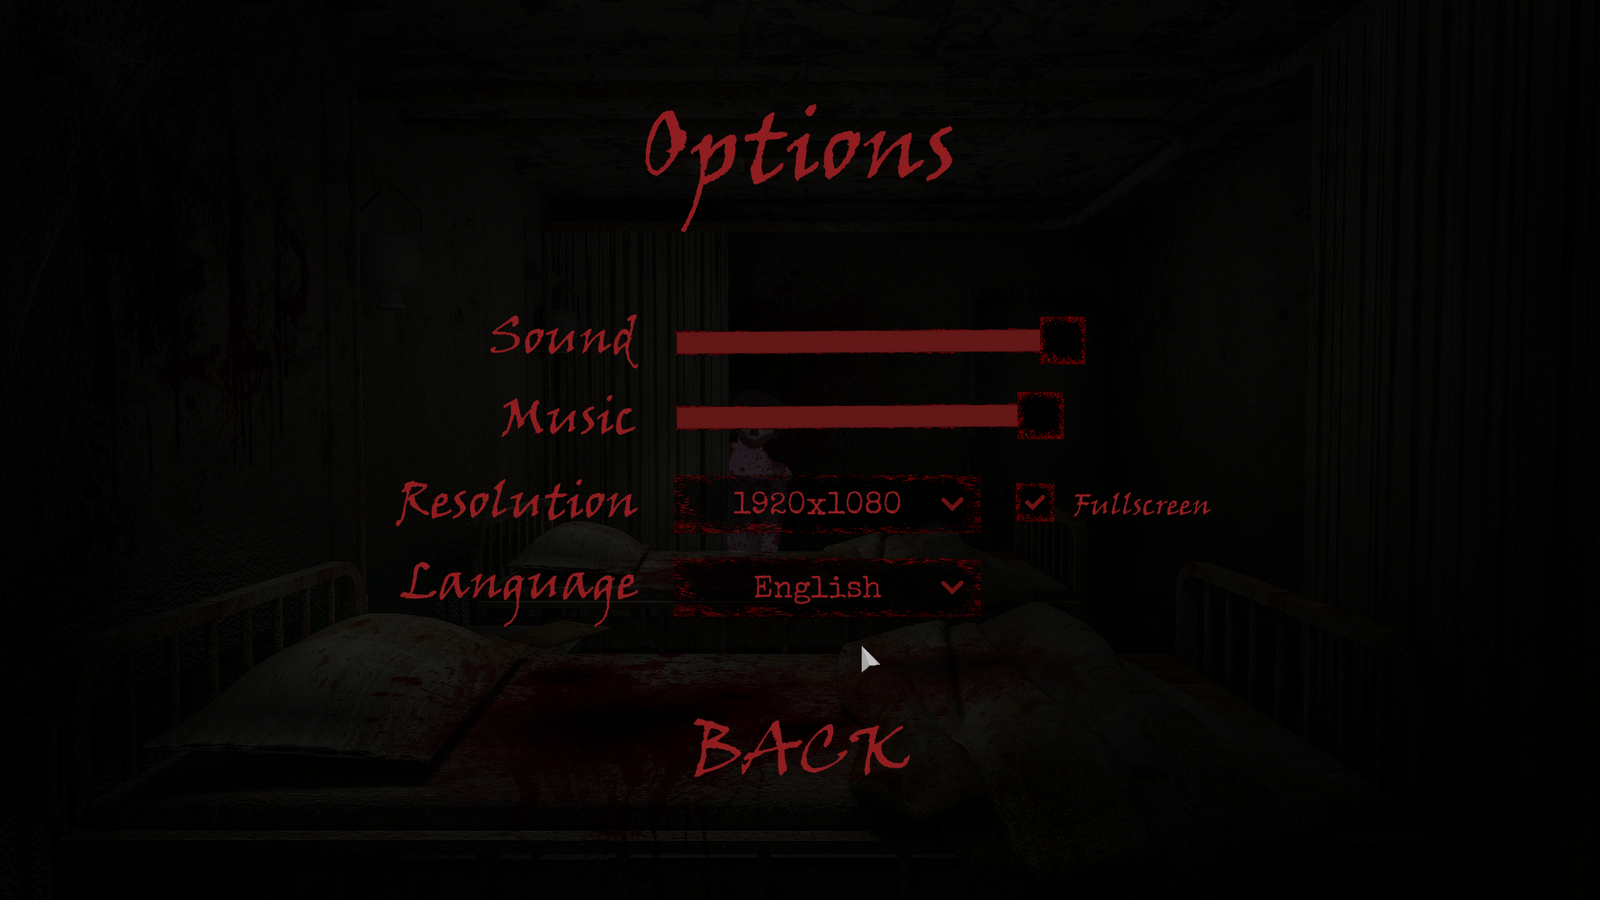 Options
Sound
Music
Resolution 1920x1080 Fullscreen
Language English
BACK